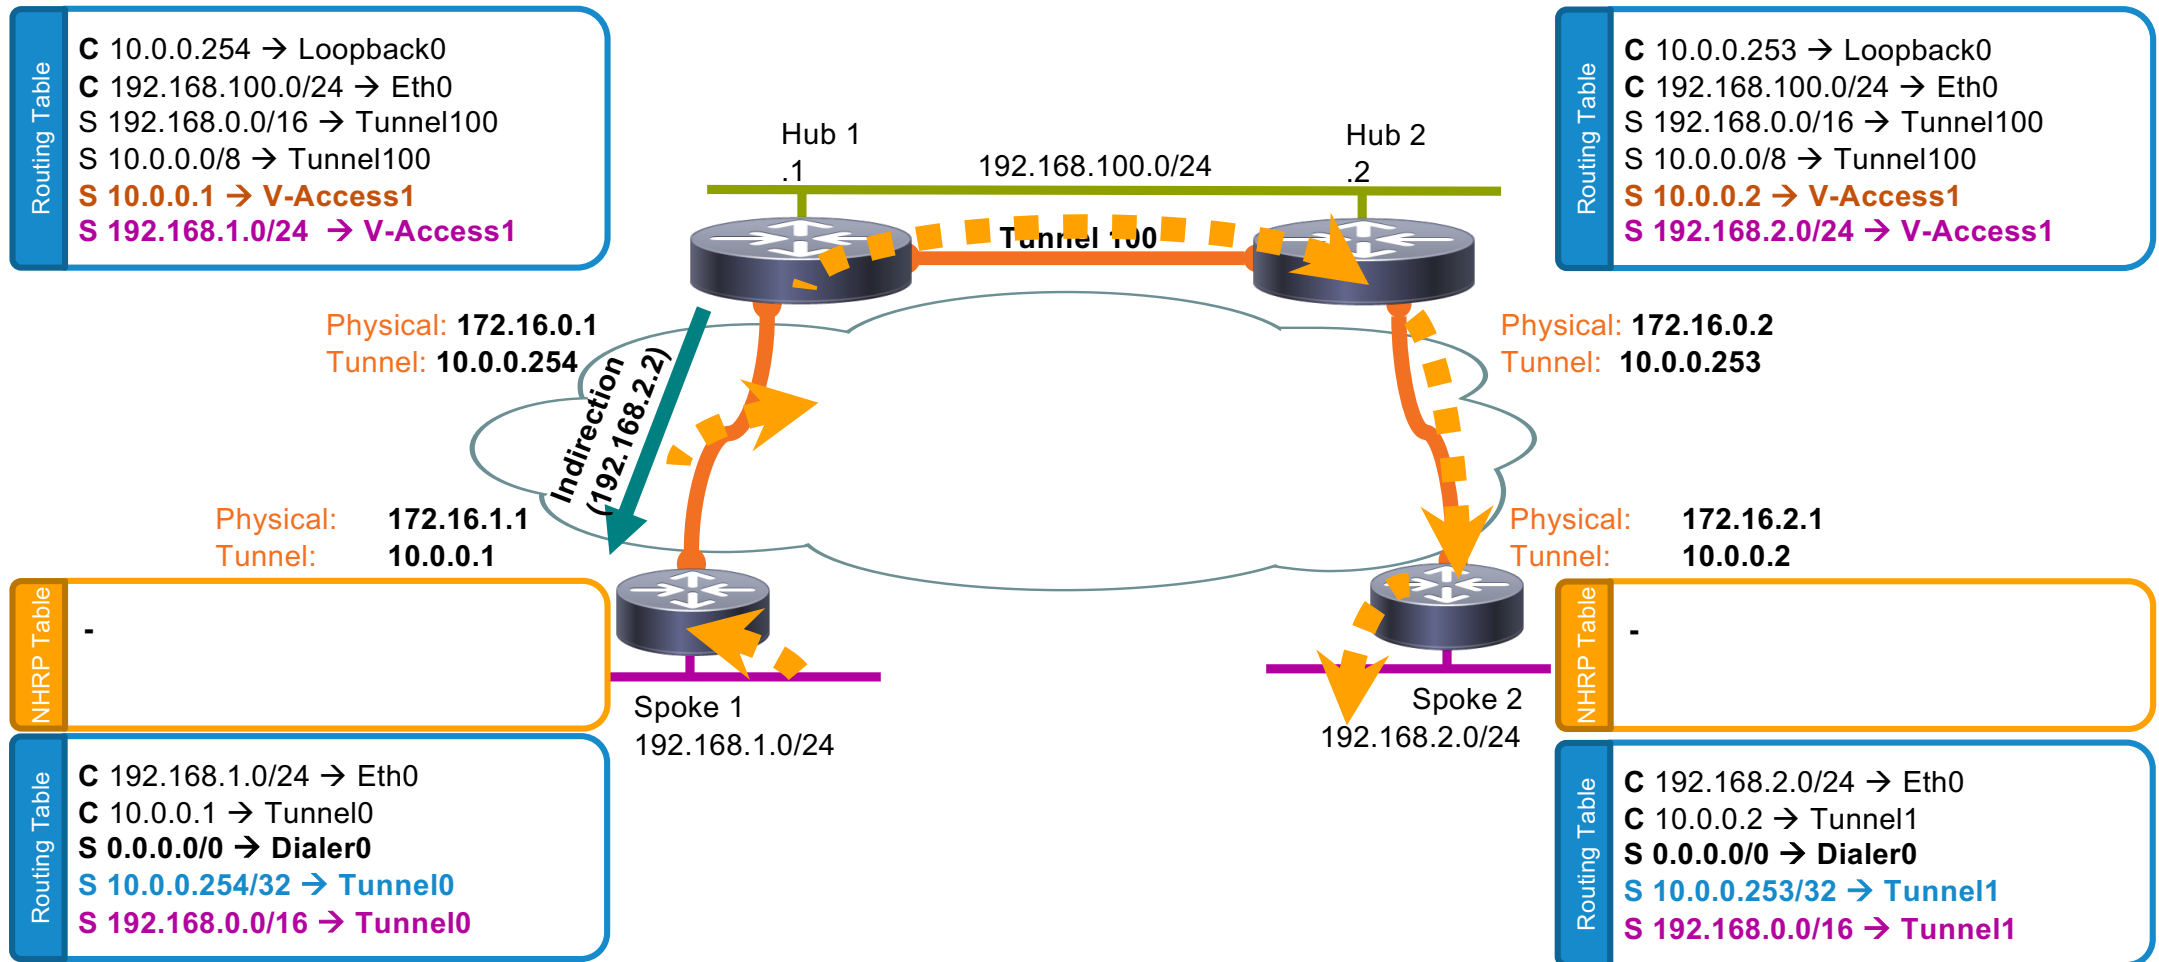 Routing Table
C 10.0.0.254 → Loopback0
C 192.168.100.0/24 → Eth0
S 192.168.0.0/16 → Tunnel100
S 10.0.0.0/8 → Tunnel100
S 10.0.0.1 → V-Access1
S 192.168.1.0/24 → V-Access1
Hub 1
.1
192.168.100.0/24
Hub 2
.2
Tunnel 100
Routing Table
C 10.0.0.253 → Loopback0
C 192.168.100.0/24 → Eth0
S 192.168.0.0/16 → Tunnel100
S 10.0.0.0/8 → Tunnel100
S 10.0.0.2 → V-Access1
S 192.168.2.0/24 → V-Access1
Physical: 172.16.0.1
Tunnel: 10.0.0.254
Physical: 172.16.0.2
Tunnel: 10.0.0.253
Indirection
(192.168.2.2)
Physical: 172.16.1.1
Tunnel: 10.0.0.1
Physical: 172.16.2.1
Tunnel: 10.0.0.2
NHRP Table
-
Spoke 1
192.168.1.0/24
Spoke 2
192.168.2.0/24
NHRP Table
-
Routing Table
C 192.168.1.0/24 → Eth0
C 10.0.0.1 → Tunnel0
S 0.0.0.0/0 → Dialer0
S 10.0.0.254/32 → Tunnel0
S 192.168.0.0/16 → Tunnel0
Routing Table
C 192.168.2.0/24 → Eth0
C 10.0.0.2 → Tunnel1
S 0.0.0.0/0 → Dialer0
S 10.0.0.253/32 → Tunnel1
S 192.168.0.0/16 → Tunnel1